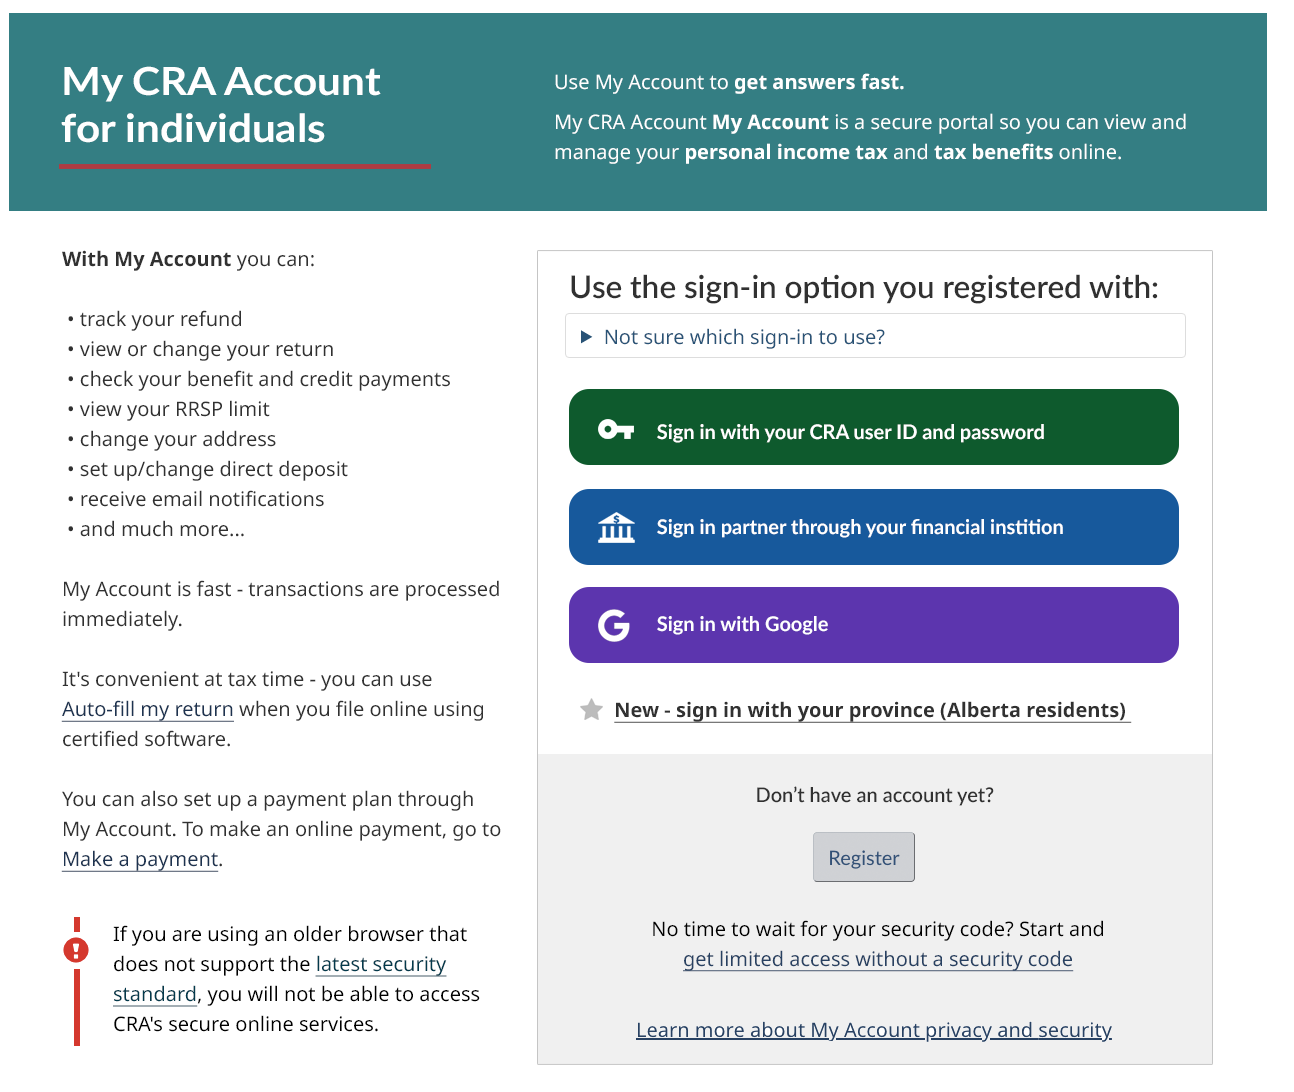 My CRA Account
for individuals
Use My Account to get answers fast.
My CRA Account My Account is a secure portal so you can view and
manage your personal income tax and tax benefits online.
With My Account you can:
• track your refund
• view or change your return
• check your benefit and credit payments
• view your RRSP limit
• change your address
• set up/change direct deposit
• receive email notifications
• and much more...
My Account is fast - transactions are processed
immediately.
It's convenient at tax time - you can use
Auto-fill my return when you file online using
certified software.
You can also set up a payment plan through
My Account. To make an online payment, go to
Make a payment.
If you are using an older browser that
does not support the latest security
standard, you will not be able to access
CRA's secure online services.
Use the sign-in option you registered with:
Not sure which sign-in to use?
Sign in with your CRA user ID and password
Sign in partner through your financial instition
Sign in with Google
New - sign in with your province (Alberta residents)
Don’t have an account yet?
Register
No time to wait for your security code? Start and
get limited access without a security code
Learn more about My Account privacy and security